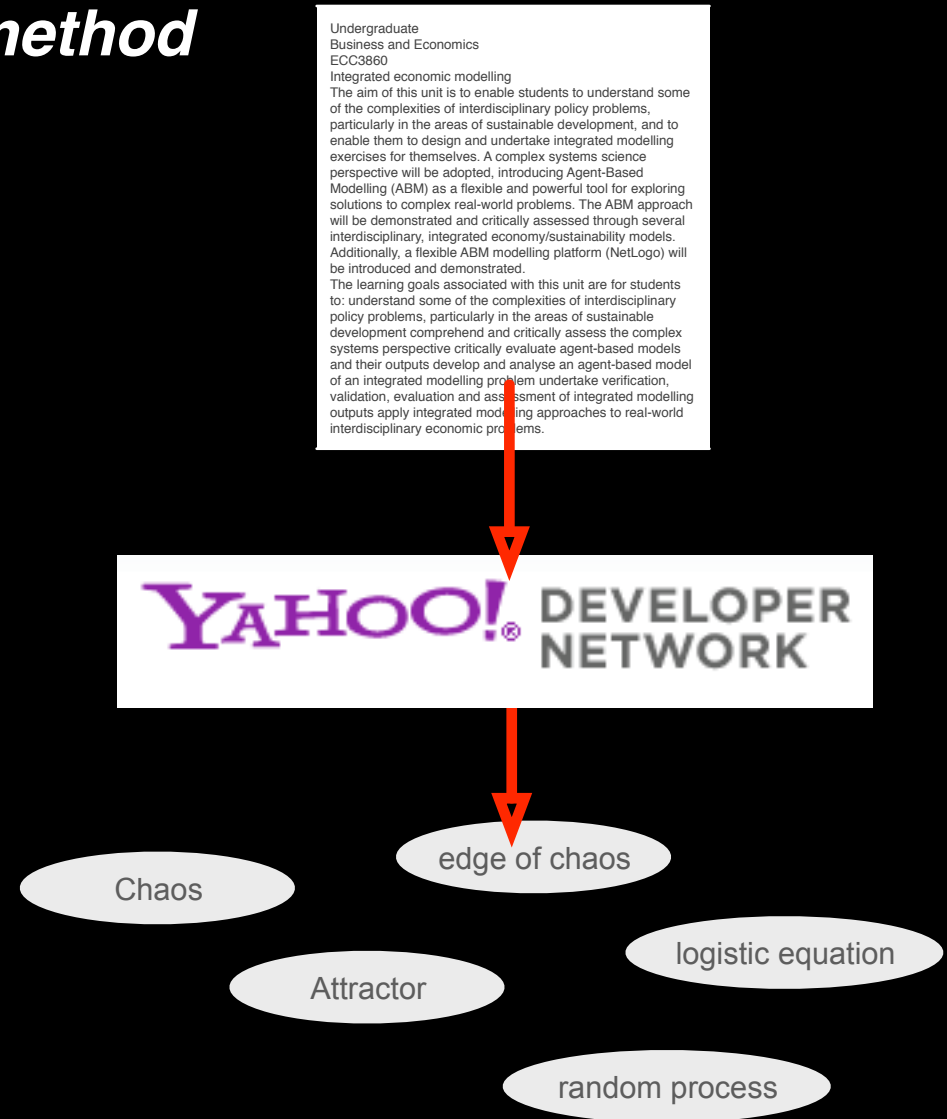 method
Undergraduate
Business and Economics
ECC3860
Integrated economic modelling
The aim of this unit is to enable students to understand some
of the complexities of interdisciplinary policy problems,
particularly in the areas of sustainable development, and to
enable them to design and undertake integrated modelling
exercises for themselves. A complex systems science
perspective will be adopted, introducing Agent-Based
Modelling (ABM) as a flexible and powerful tool for exploring
solutions to complex real-world problems. The ABM approach
will be demonstrated and critically assessed through several
interdisciplinary, integrated economy/sustainability models.
Additionally, a flexible ABM modelling platform (NetLogo) will
be introduced and demonstrated.
The learning goals associated with this unit are for students
to: understand some of the complexities of interdisciplinary
policy problems, particularly in the areas of sustainable
development comprehend and critically assess the complex
systems perspective critically evaluate agent-based models
and their outputs develop and analyse an agent-based model
of an integrated modelling problem undertake verification,
validation, evaluation and assessment of integrated modelling
outputs apply integrated modelling approaches to real-world
interdisciplinary economic problems.
YAHOO!® DEVELOPER
NETWORK
edge of chaos
Chaos
logistic equation
Attractor
random process